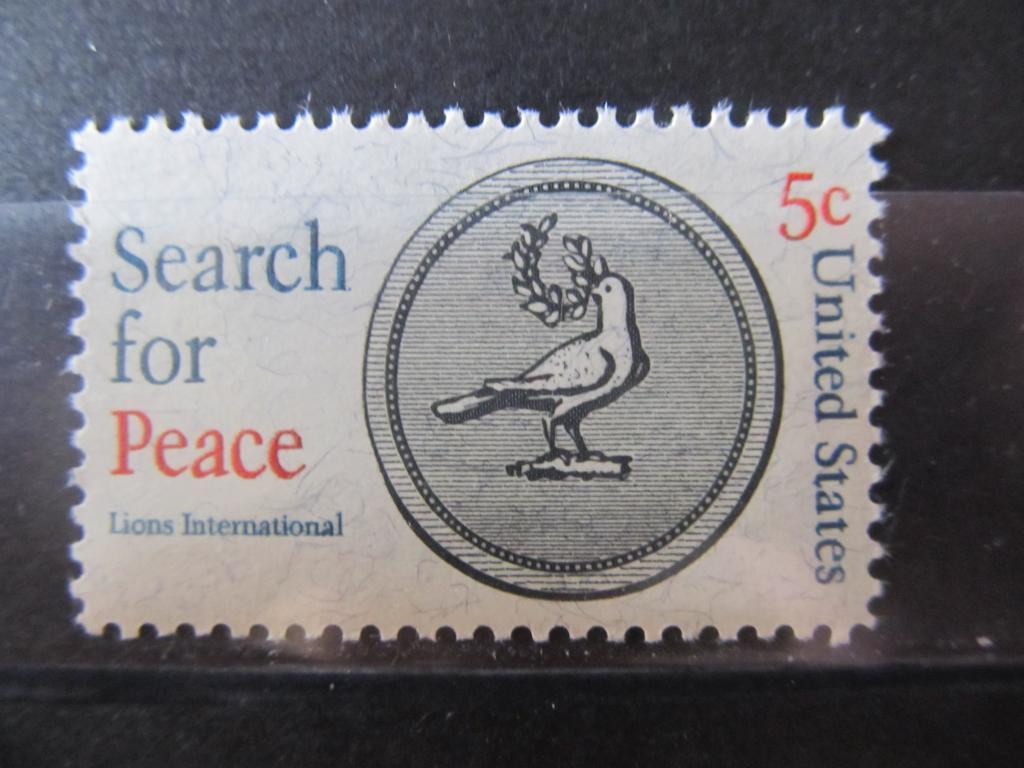 Search
for
Peace
Lions International
5c
United States